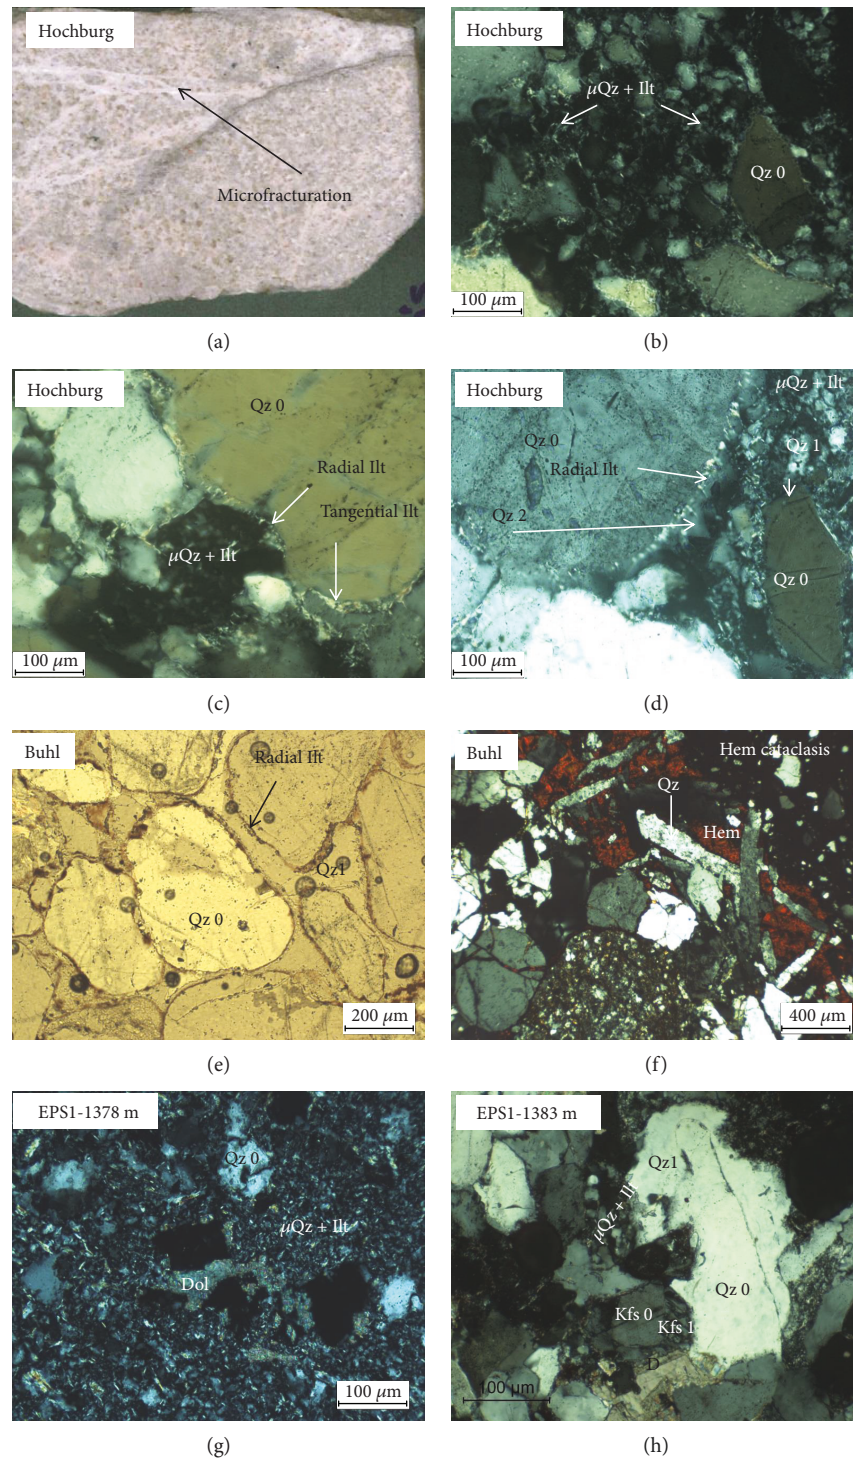 Hochburg
Microfracturation
(a)
Hochburg
μQz + Ilt
Qz 0
100 μm
(b)
Hochburg
Qz 0
Radial Ilt
Tangential Ilt
μQz + Ilt
100 μm
(c)
Hochburg
μQz + Ilt
Qz 0
Qz 1
Radial Ilt
Qz 2
Qz 0
100 μm
(d)
Buhl
Radial Ilt
Qz1
Qz 0
200 μm
(e)
Buhl
Hem cataclasis
Qz
Hem
400 μm
(f)
EPS1-1378 m
Qz 0
μQz + Ilt
Dol
100 μm
(g)
EPS1-1383 m
Qz1
μQz + Ilt
Qz 0
Kfs 0
Kfs 1
D
100 μm
(h)